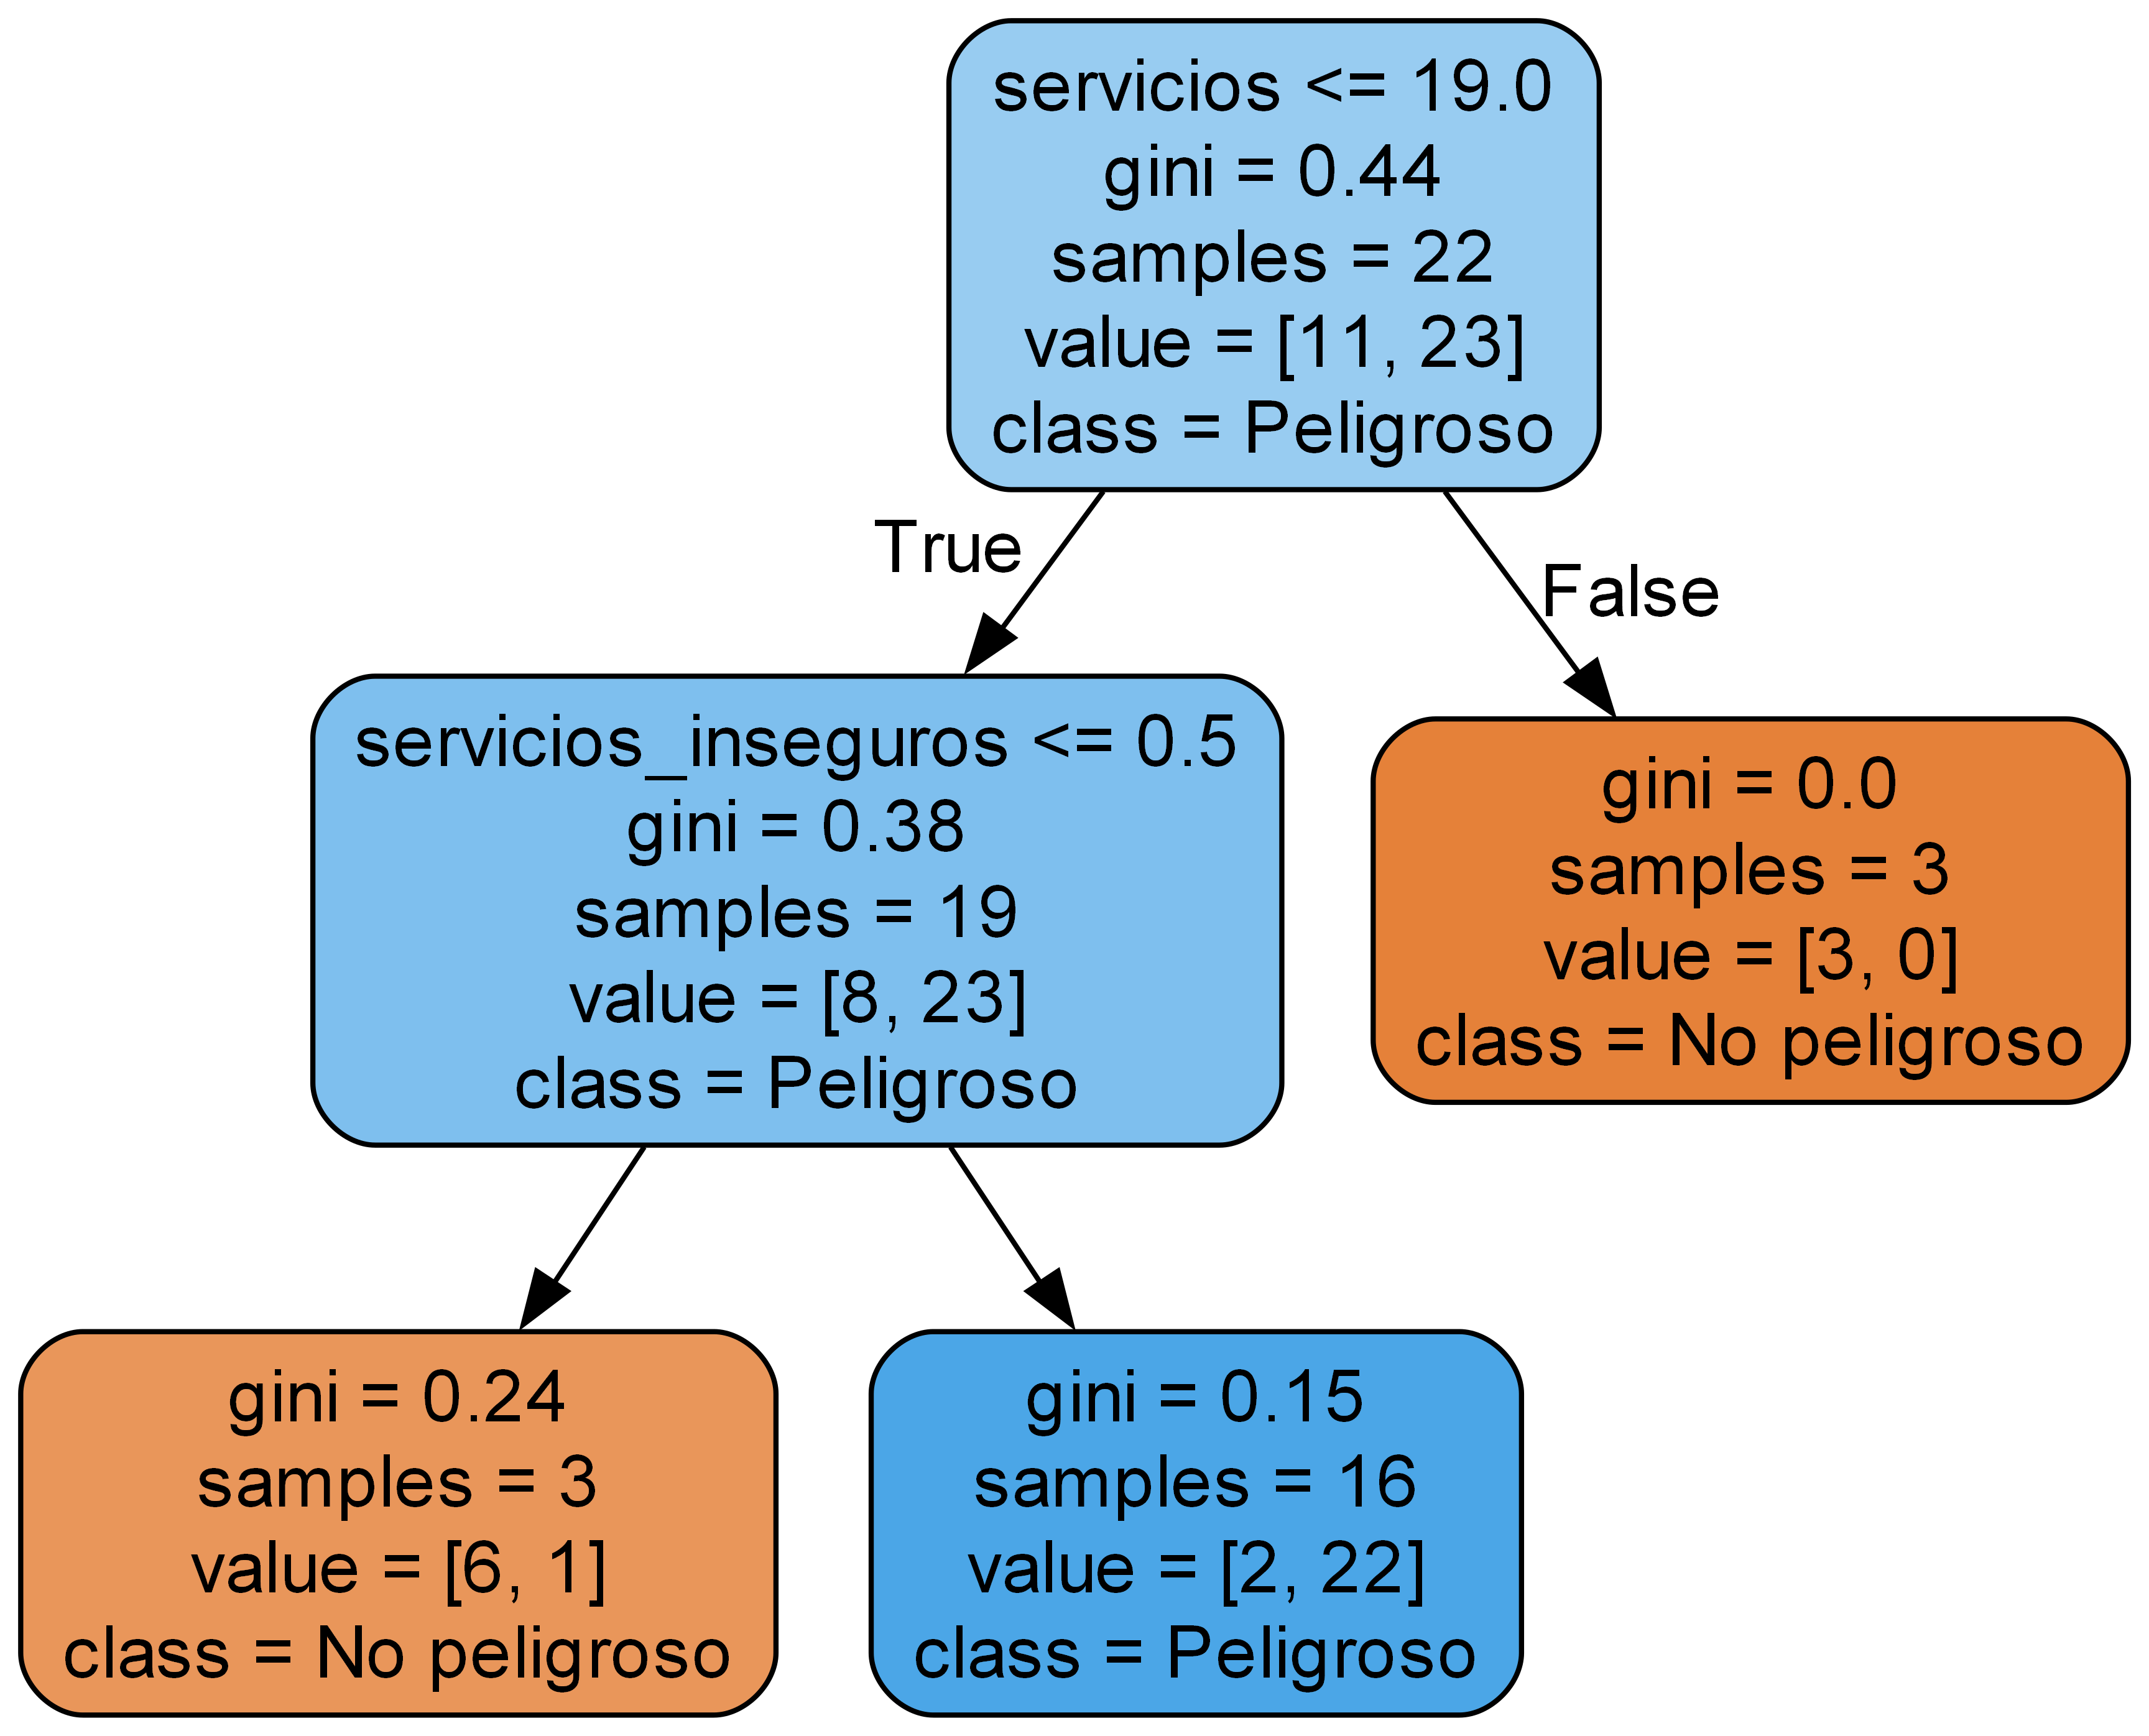 servicios <= 19.0
gini = 0.44
samples = 22
value = [11, 23]
class = Peligroso
True
False
servicios_inseguros <= 0.5
gini = 0.38
samples = 19
value = [8, 23]
class = Peligroso
gini = 0.0
samples = 3
value = [3, 0]
class = No peligroso
gini = 0.24
samples = 3
value = [6, 1]
class = No peligroso
gini = 0.15
samples = 16
value = [2, 22]
class = Peligroso